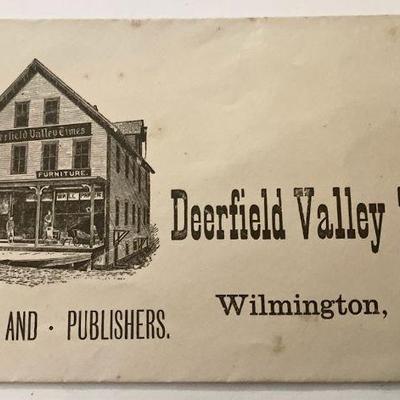 Deerfield Valley Times
FURNITURE.
Deerfield Valley
Wilmington,
AND · PUBLISHERS.